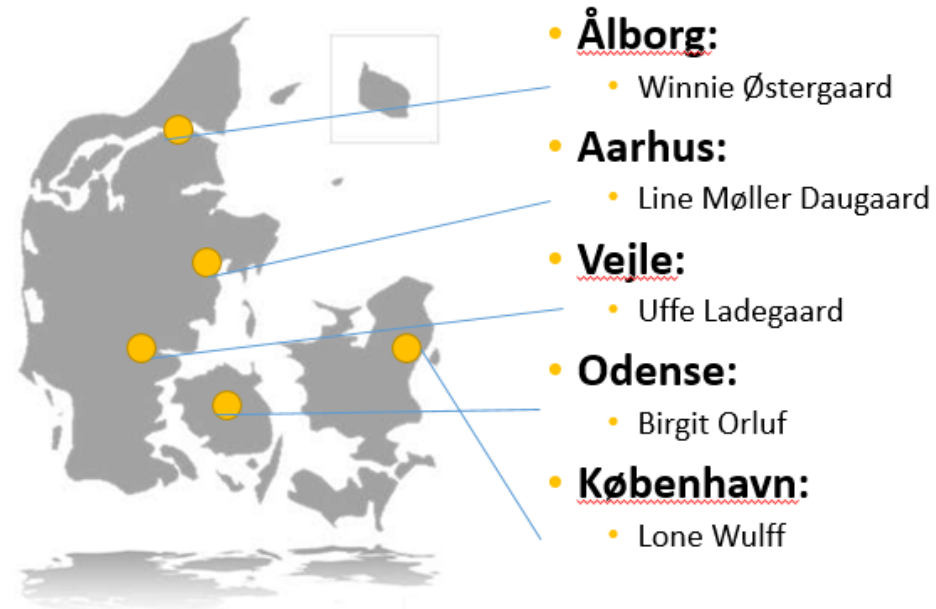 Ålborg:
Winnie Østergaard
Aarhus:
Line Møller Daugaard
Vejle:
Uffe Ladegaard
Odense:
Birgit Orluf
København:
Lone Wulff